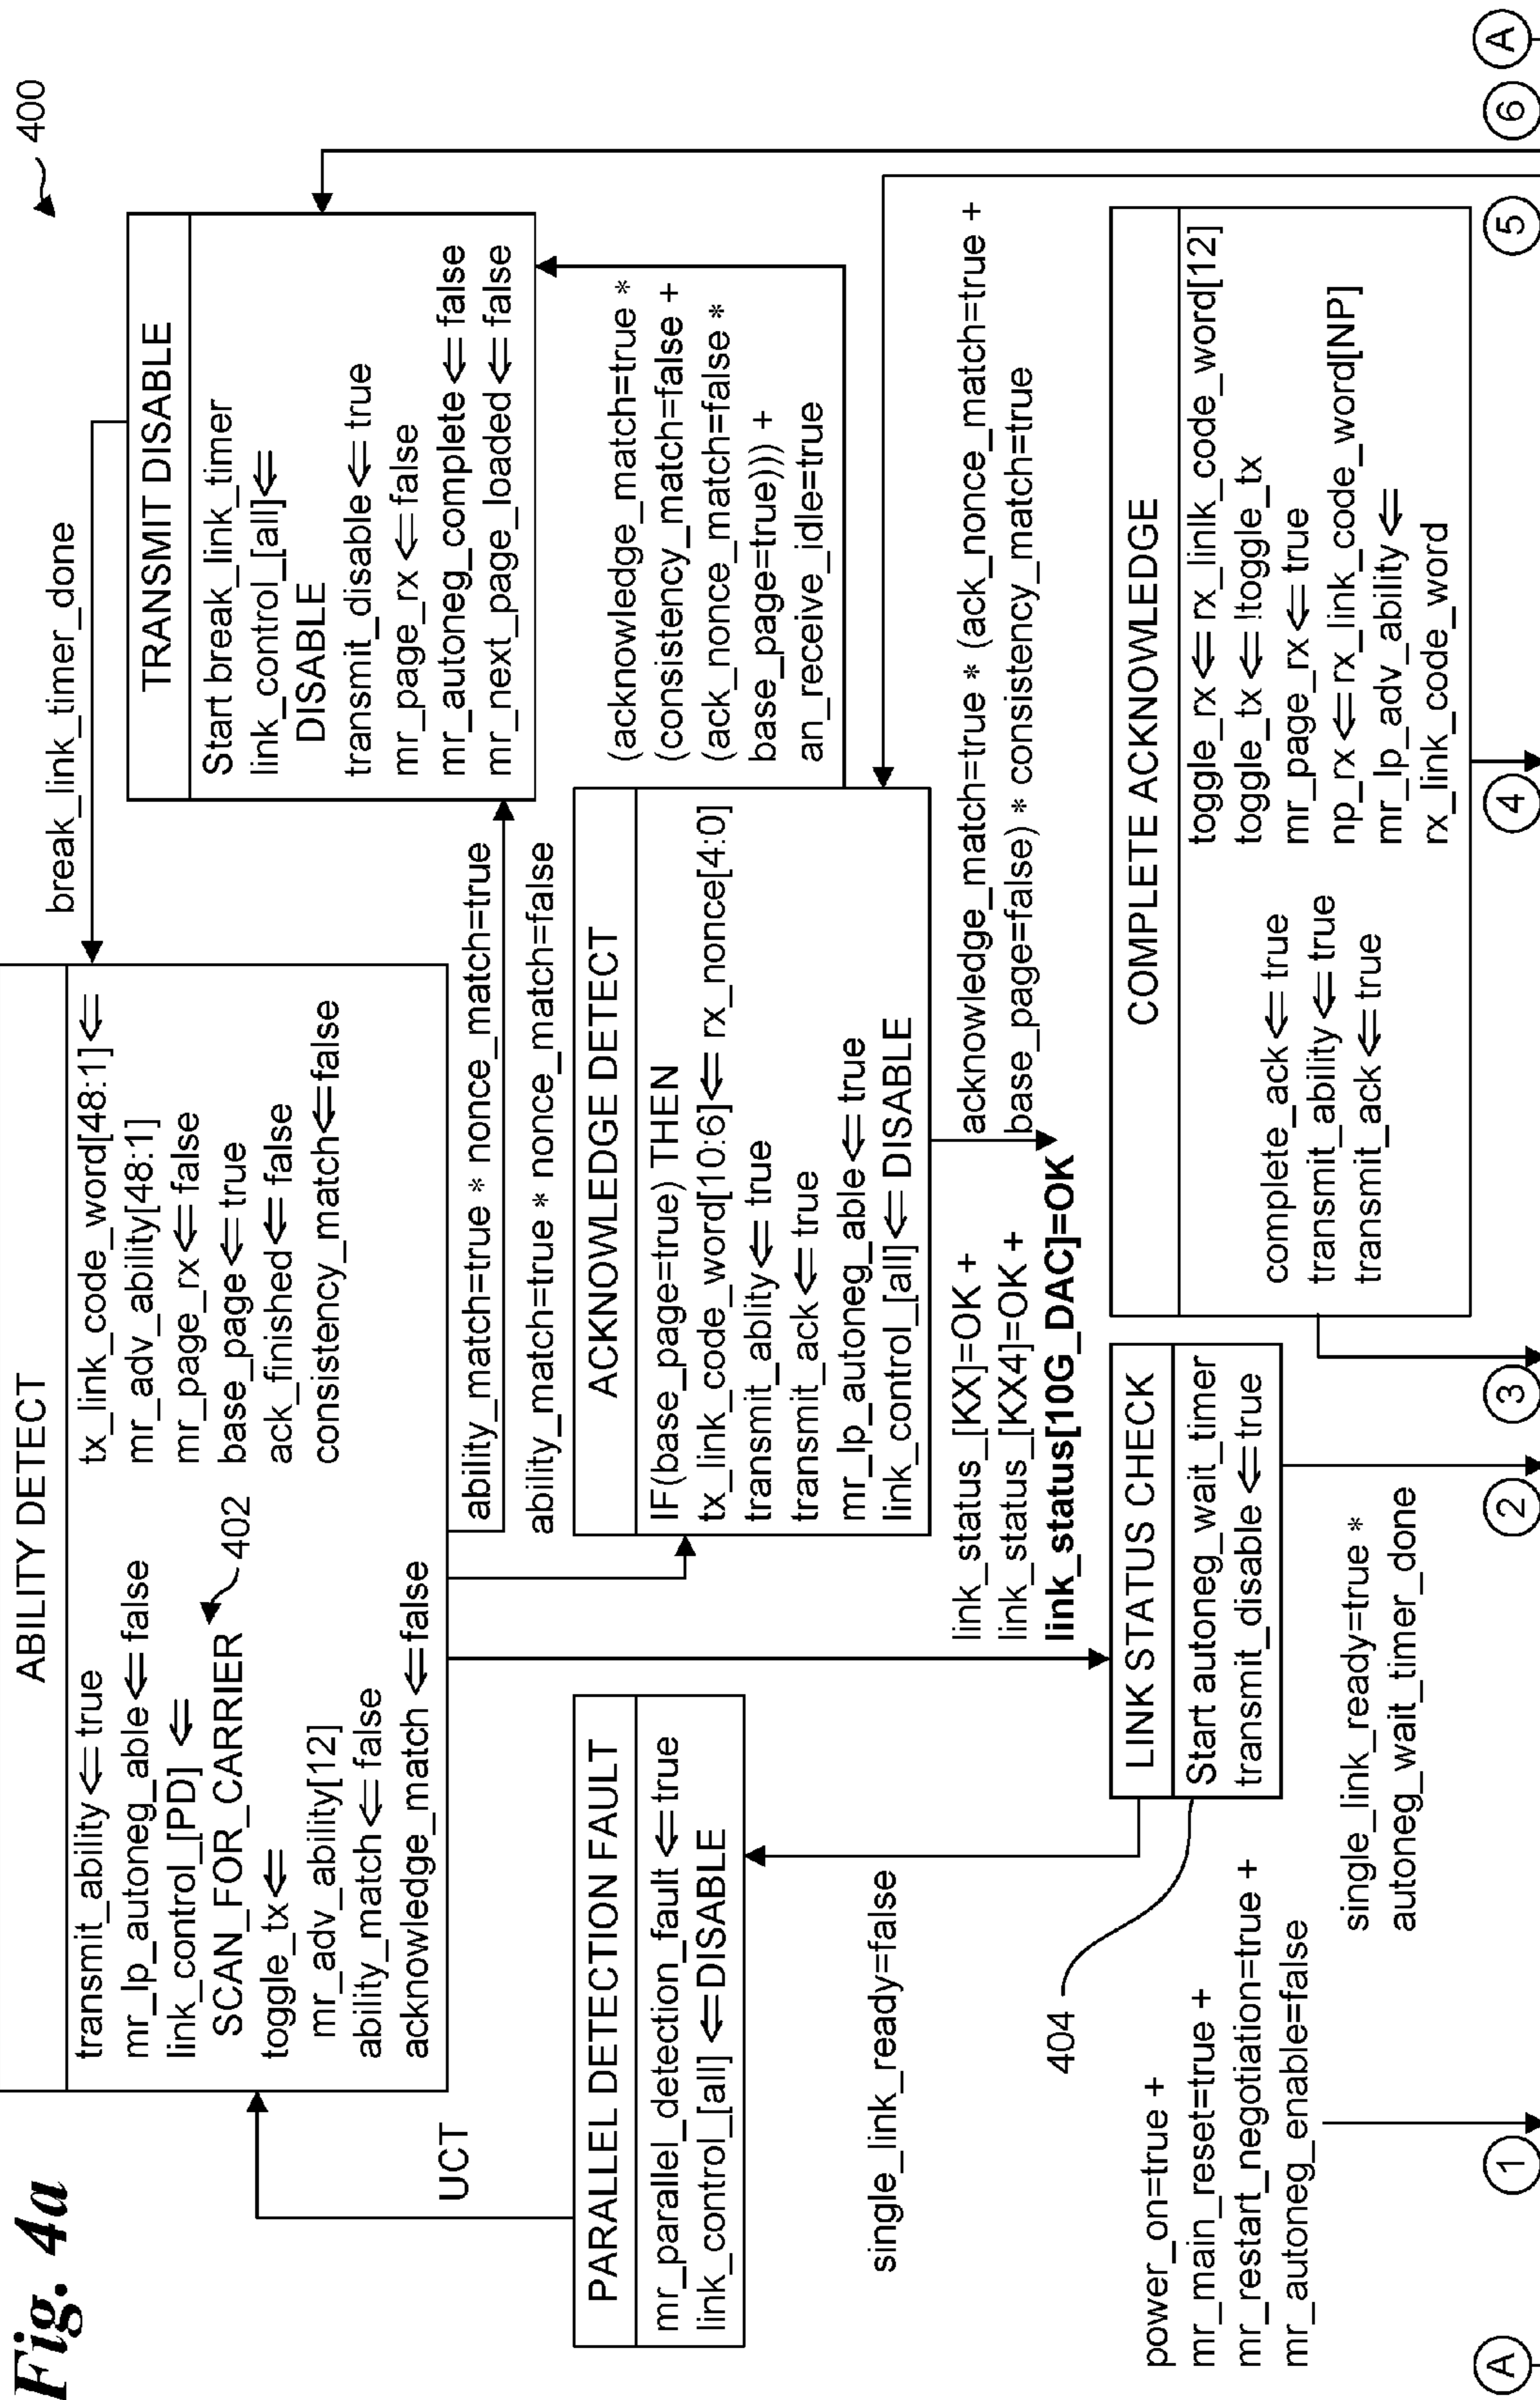 Fig. 4a
400
ABILITY DETECT
transmit_ability⇐true
mr_lp_autoneg_able⇐false
link_control_[PD] ⇐
SCAN_FOR_CARRIER
402
toggle_tx⇐
mr_adv_ability[12]
ability_match⇐false
acknowledge_match ⇐false
tx_link_code_word[48:1]⇐
mr_adv_ability[48:1]
mr_page_rx⇐false
base_page⇐true
ack_finished⇐false
consistency_match⇐false
break_link_timer_done
TRANSMIT DISABLE
Start break_link_timer
link_control_[all]⇐
DISABLE
transmit_disable⇐true
mr_page_rx⇐false
mr_autoneg_complete⇐false
mr_next_page_loaded⇐false
UCT
ability_match=true * nonce_match=true
ability_match=true * nonce_match=false
PARALLEL DETECTION FAULT
mr_parallel_detection_fault ⇐true
link_control_[all] ⇐DISABLE
ACKNOWLEDGE DETECT
IF(base_page=true) THEN
tx_link_code_word[10:6]⇐rx_nonce[4:0]
transmit_ablity⇐true
transmit_ack⇐true
mr_lp_autoneg_able⇐true
link_control_[all]⇐DISABLE
(acknowledge_match=true *
(consistency_match=false +
(ack_nonce_match=false *
base_page=true))) +
an_receive_idle=true
single_link_ready=false
link_status_[KX]=OK +
link_status_[KX4]=OK +
link_status[10G_DAC]=OK
acknowledge_match=true * (ack_nonce_match=true +
base_page=false) * consistency_match=true
404
LINK STATUS CHECK
Start autoneg_wait_timer
transmit_disable⇐true
COMPLETE ACKNOWLEDGE
complete_ack⇐true
transmit_ability⇐true
transmit_ack⇐true
toggle_rx⇐rx_link_code_word[12]
toggle_tx⇐!toggle_tx
mr_page_rx⇐true
np_rx⇐rx_link_code_word[NP]
mr_lp_adv_ability⇐
rx_link_code_word
power_on=true +
mr_main_reset=true +
mr_restart_negotiation=true +
mr_autoneg_enable=false
single_link_ready=true *
autoneg_wait_timer_done
A
1
2
3
4
5
6
A